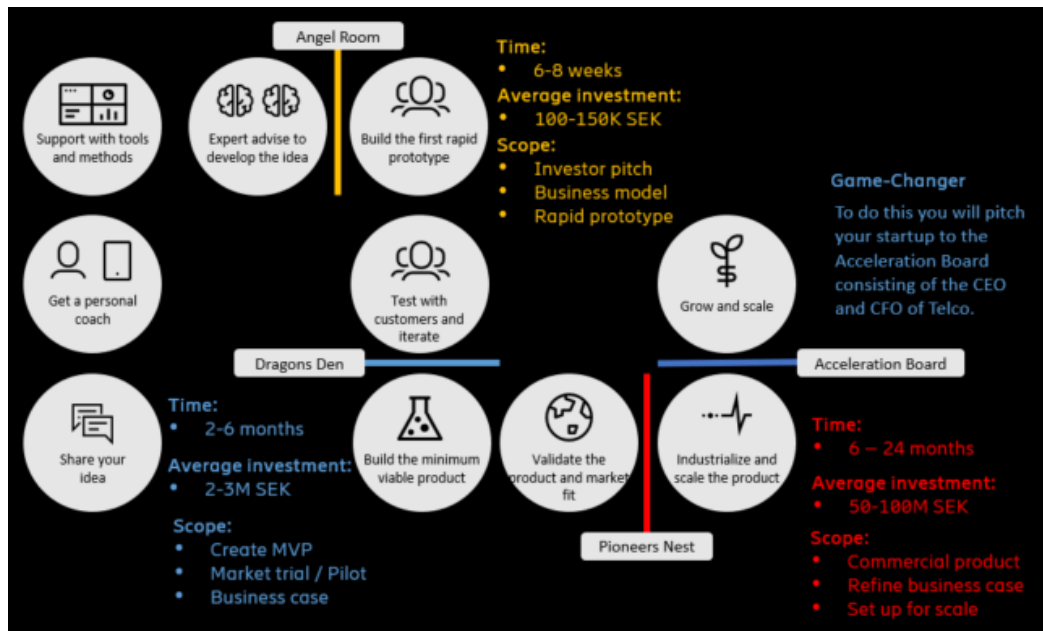 Angel Room
Support with tools
and methods
Expert advise to
develop the idea
Build the first rapid
prototype
Time:
• 6-8 weeks
Average investment:
• 100-150K SEK
Scope:
• Investor pitch
• Business model
• Rapid prototype
Game-Changer
To do this you will pitch
your startup to the
Acceleration Board
consisting of the CEO
and CFO of Telco.
Get a personal
coach
Test with
customers and
iterate
Grow and scale
Dragons Den
Acceleration Board
Share your
idea
Time:
• 2-6 months
Average investment:
• 2-3M SEK
Scope:
• Create MVP
• Market trial / Pilot
• Business case
Build the minimum
viable product
Validate the
product and market
fit
Industrialize and
scale the product
Pioneers Nest
Time:
• 6 – 24 months
Average investment:
• 50-100M SEK
Scope:
• Commercial product
• Refine business case
• Set up for scale